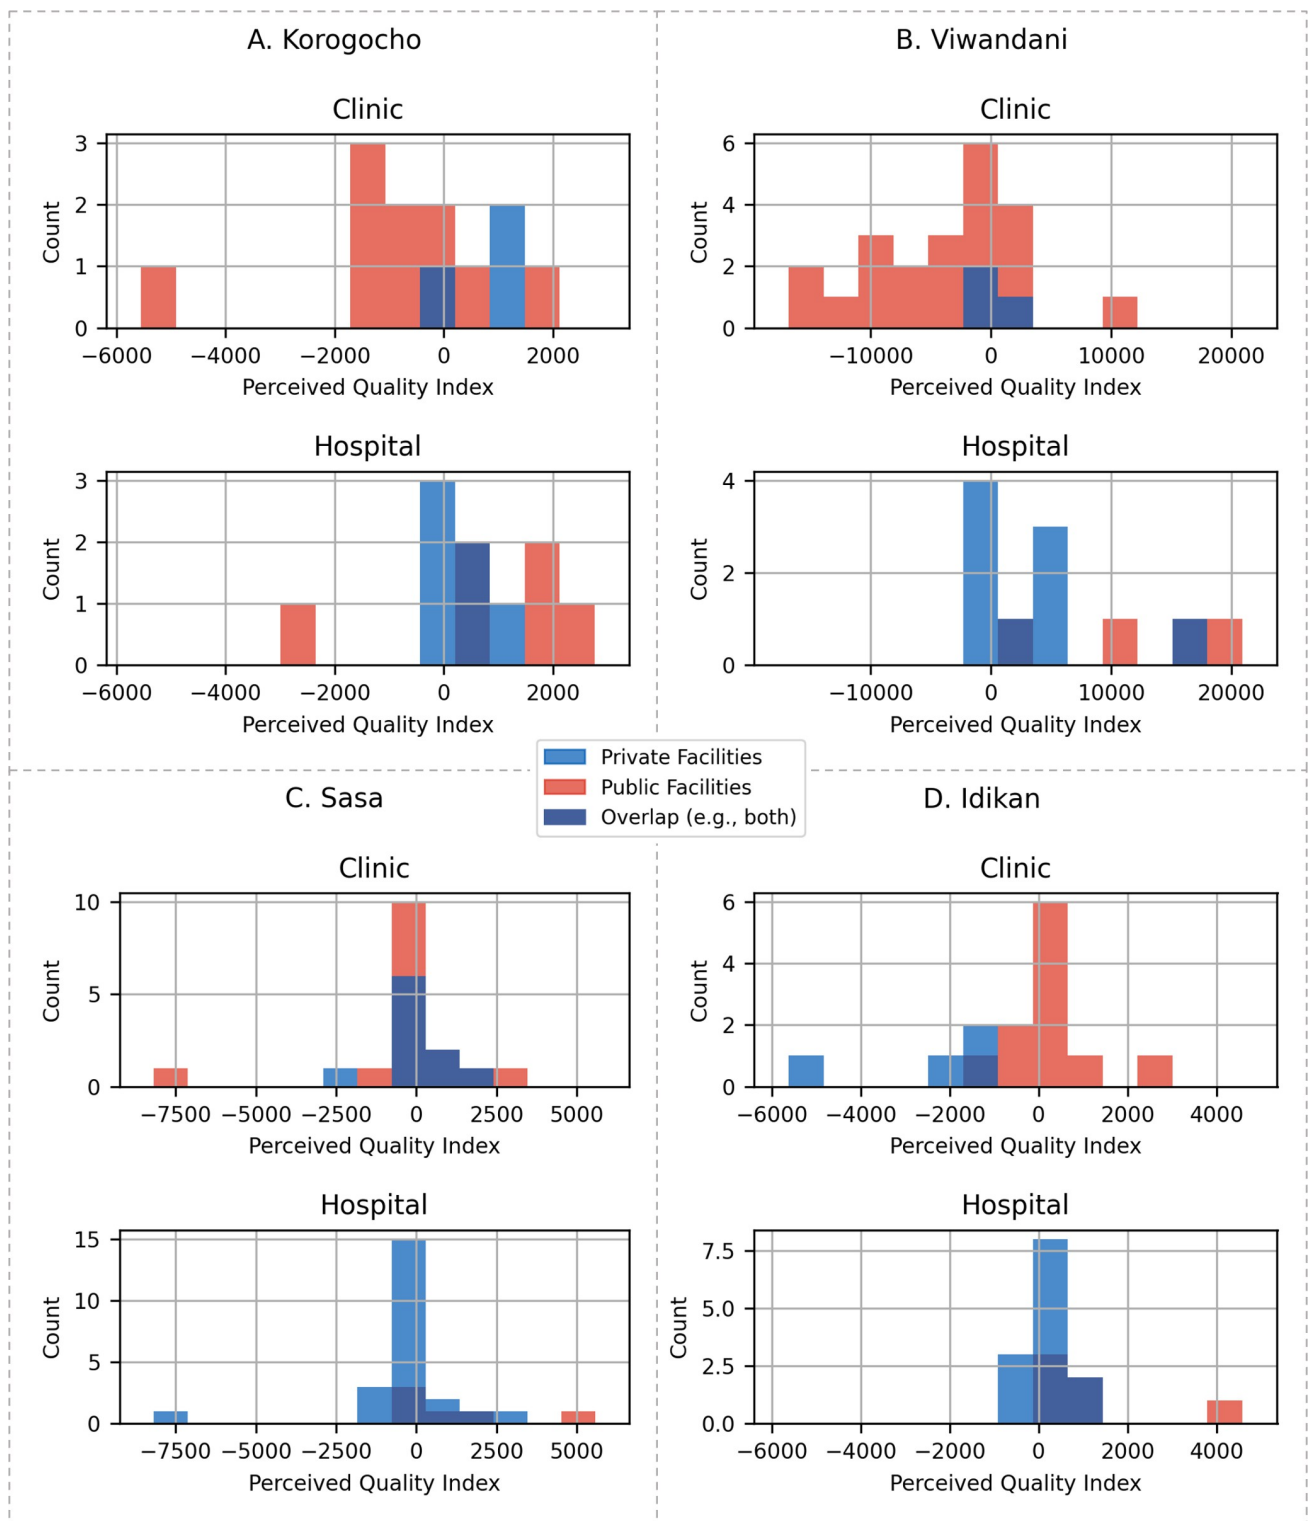 A. Korogocho
Clinic
3
2
1
0
Count
−6000 −4000 −2000 0 2000
Perceived Quality Index
Hospital
3
2
1
0
Count
−6000 −4000 −2000 0 2000
Perceived Quality Index
B. Viwandani
Clinic
6
4
2
0
Count
−10000 0 10000 20000
Perceived Quality Index
Hospital
4
2
0
Count
−10000 0 10000 20000
Perceived Quality Index
Private Facilities
Public Facilities
Overlap (e.g., both)
C. Sasa
Clinic
10
5
0
Count
−7500 −5000 −2500 0 2500 5000
Perceived Quality Index
Hospital
15
10
5
0
Count
−7500 −5000 −2500 0 2500 5000
Perceived Quality Index
D. Idikan
Clinic
6
4
2
0
Count
−6000 −4000 −2000 0 2000 4000
Perceived Quality Index
Hospital
7.5
5.0
2.5
0.0
Count
−6000 −4000 −2000 0 2000 4000
Perceived Quality Index